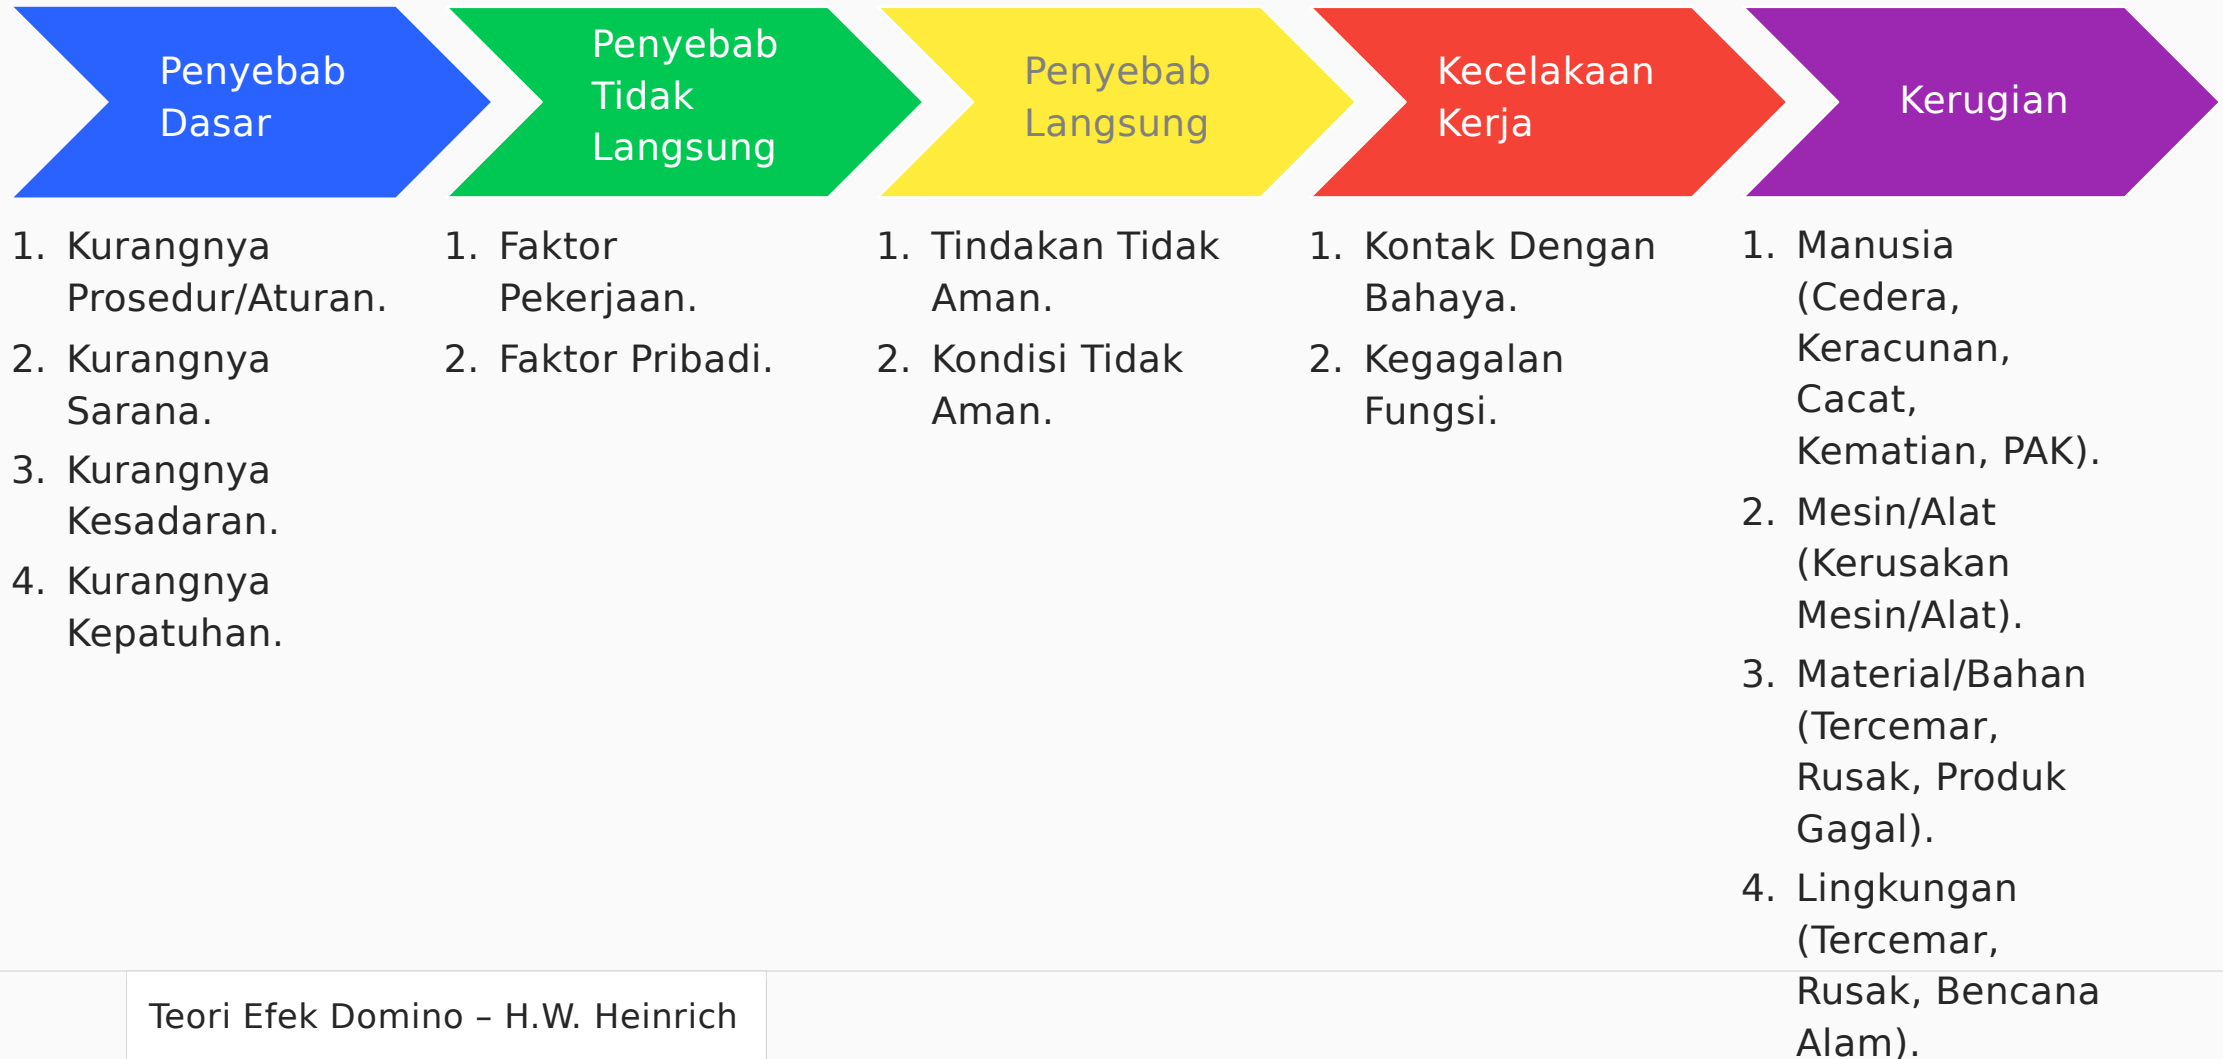 Penyebab
Dasar
Penyebab
Tidak
Langsung
Penyebab
Langsung
Kecelakaan
Kerja
Kerugian
1. Kurangnya
Prosedur/Aturan.
2. Kurangnya
Sarana.
3. Kurangnya
Kesadaran.
4. Kurangnya
Kepatuhan.
1. Faktor
Pekerjaan.
2. Faktor Pribadi.
1. Tindakan Tidak
Aman.
2. Kondisi Tidak
Aman.
1. Kontak Dengan
Bahaya.
2. Kegagalan
Fungsi.
1. Manusia
(Cedera,
Keracunan,
Cacat,
Kematian, PAK).
2. Mesin/Alat
(Kerusakan
Mesin/Alat).
3. Material/Bahan
(Tercemar,
Rusak, Produk
Gagal).
4. Lingkungan
(Tercemar,
Rusak, Bencana
Alam).
Teori Efek Domino – H.W. Heinrich